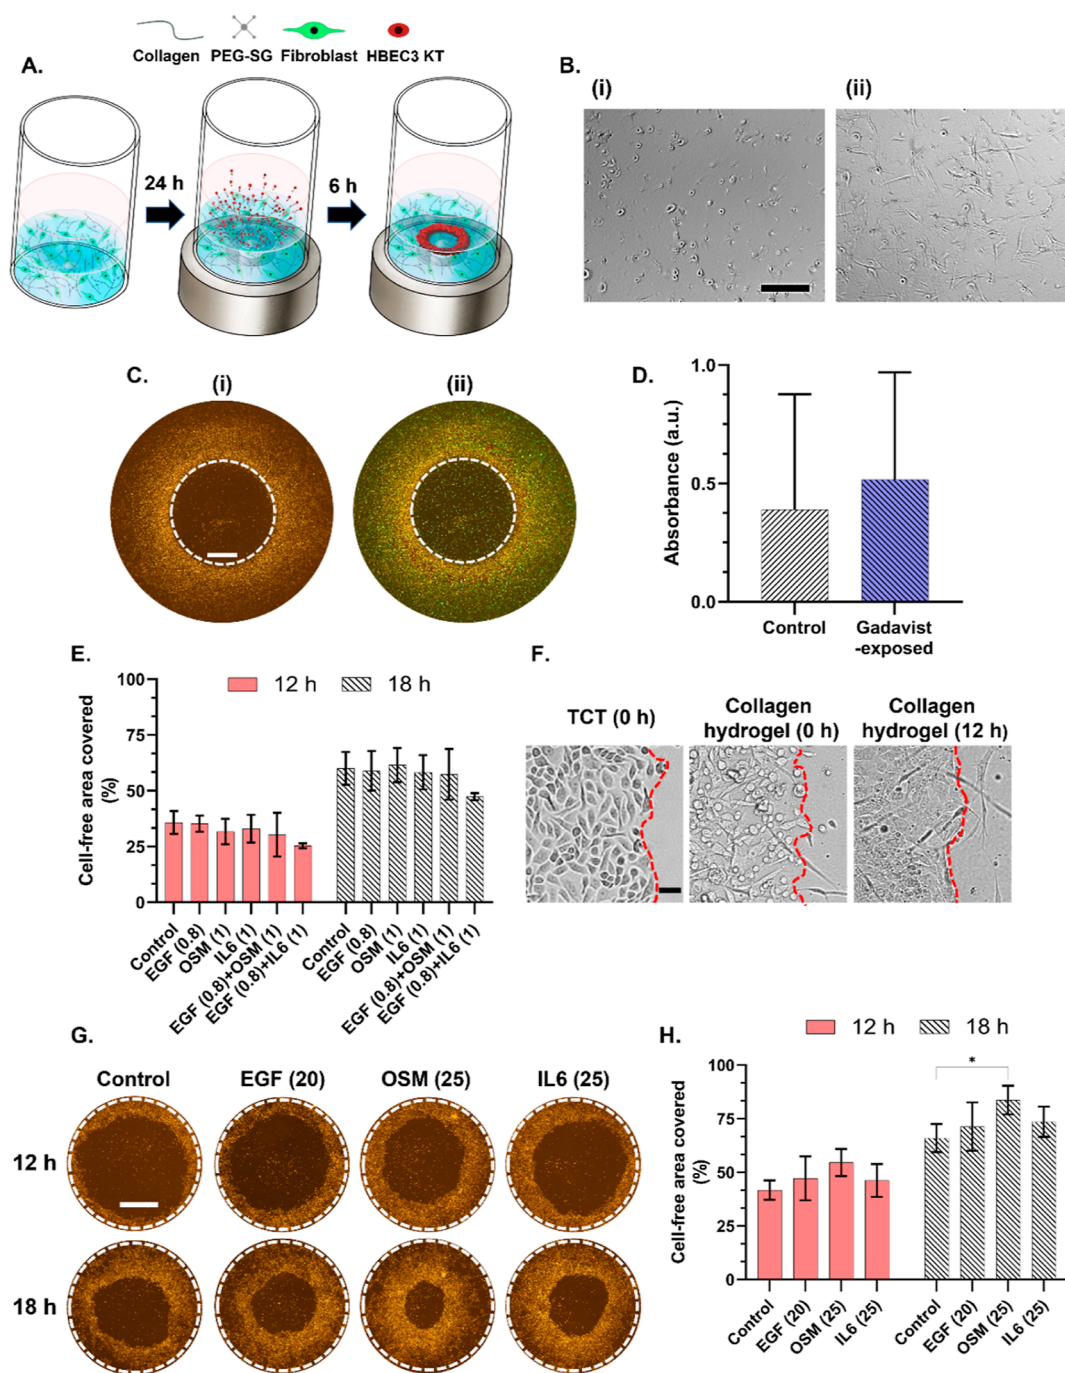 Collagen PEG-SG Fibroblast HBEC3 KT
A.
24 h
6 h
B.
(i) (ii)
C.
(i) (ii)
D.
Absorbance (a.u.)
1.0
0.5
0.0
Control
Gadavist
-exposed
E.
12 h 18 h
Cell-free area covered
(%)
100
75
50
25
0
Control
EGF (0.8)
OSM (1)
IL6 (1)
EGF (0.8)+OSM (1)
EGF (0.8)+IL6 (1)
Control
EGF (0.8)
OSM (1)
IL6 (1)
EGF (0.8)+OSM (1)
EGF (0.8)+IL6 (1)
F.
TCT (0 h)
Collagen
hydrogel (0 h)
Collagen
hydrogel (12 h)
G.
Control EGF (20) OSM (25) IL6 (25)
12 h
18 h
H.
12 h 18 h
Cell-free area covered
(%)
100
75
50
25
0
*
Control
EGF (20)
OSM (25)
IL6 (25)
Control
EGF (20)
OSM (25)
IL6 (25)